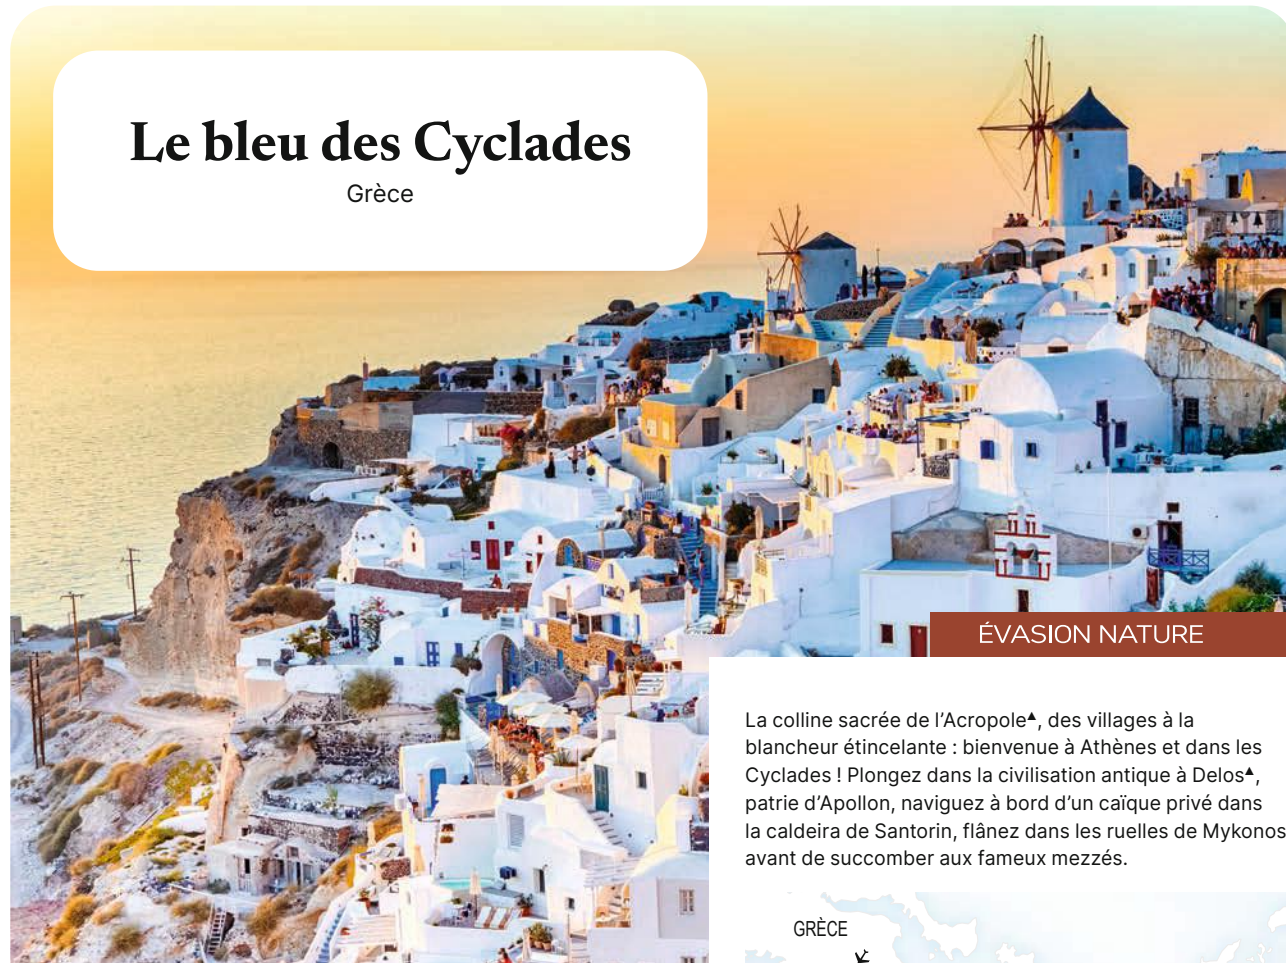 Le bleu des Cyclades
Grèce
ÉVASION NATURE
La colline sacrée de l’Acropole▲, des villages à la
blancheur étincelante : bienvenue à Athènes et dans les
Cyclades ! Plongez dans la civilisation antique à Delos▲,
patrie d’Apollon, naviguez à bord d’un caïque privé dans
la caldeira de Santorin, flânez dans les ruelles de Mykonos
avant de succomber aux fameux mezzés.
GRÈCE